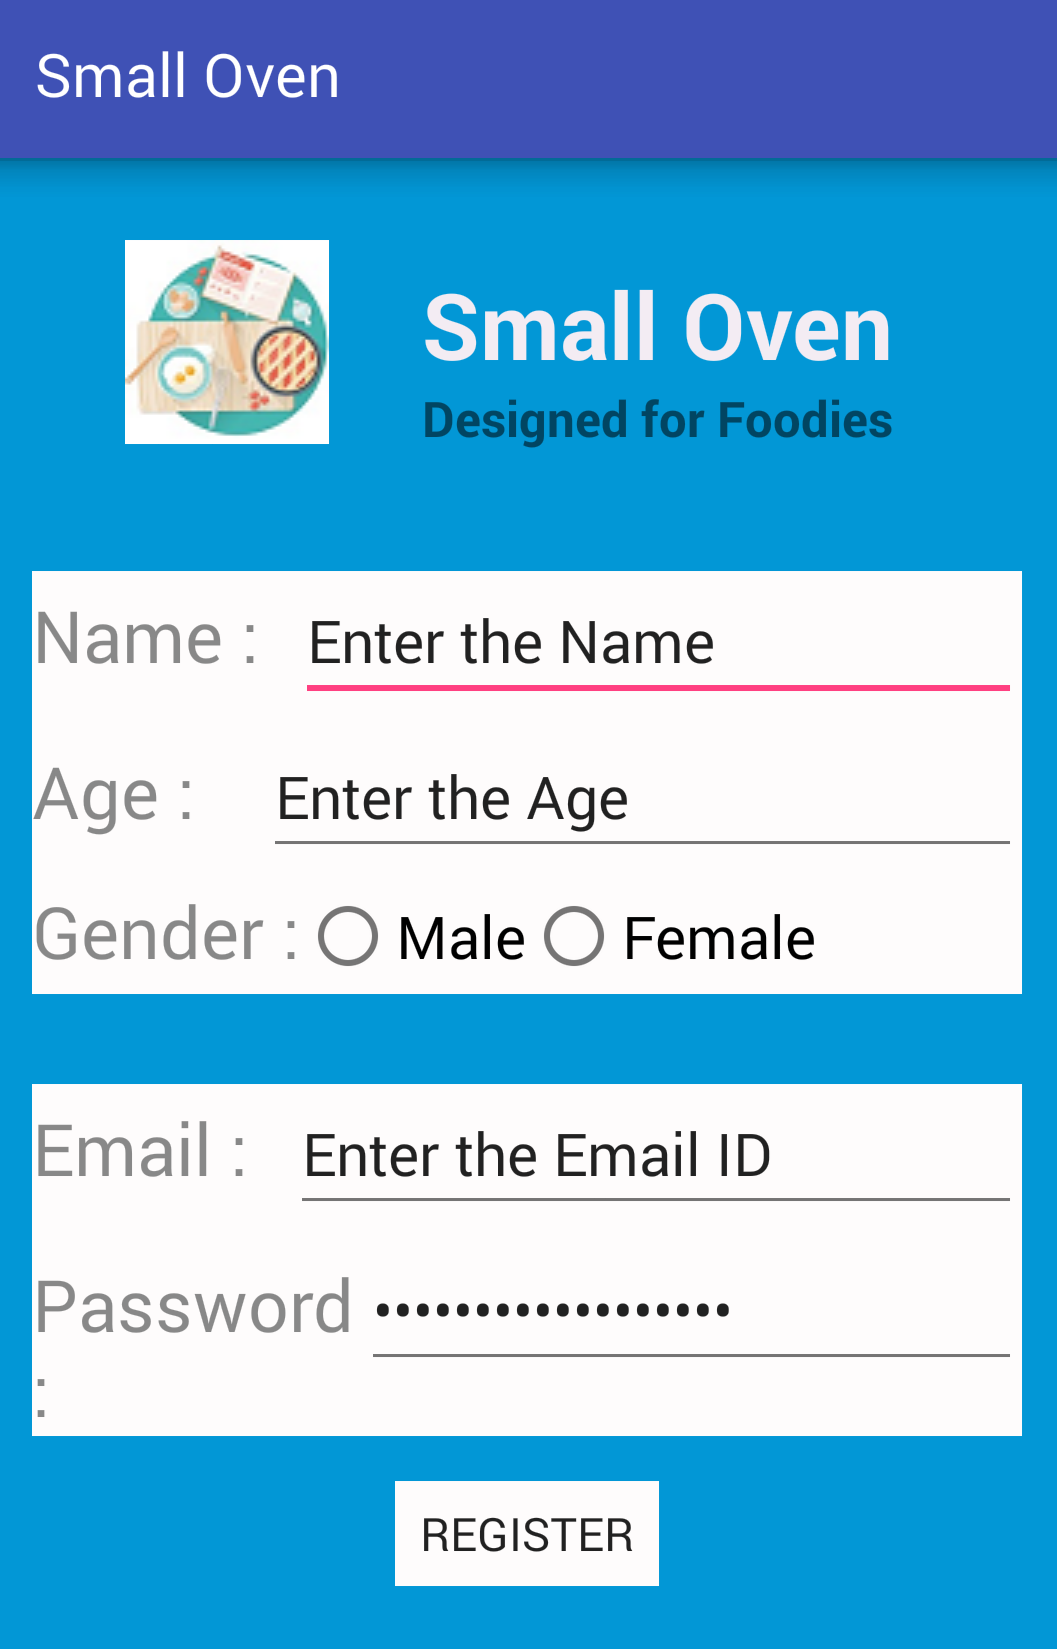 Small Oven
Small Oven
Designed for Foodies
Name : Enter the Name
Age : Enter the Age
Gender : Male Female
Email : Enter the Email ID
Password ••••••••••••••••••
:
REGISTER